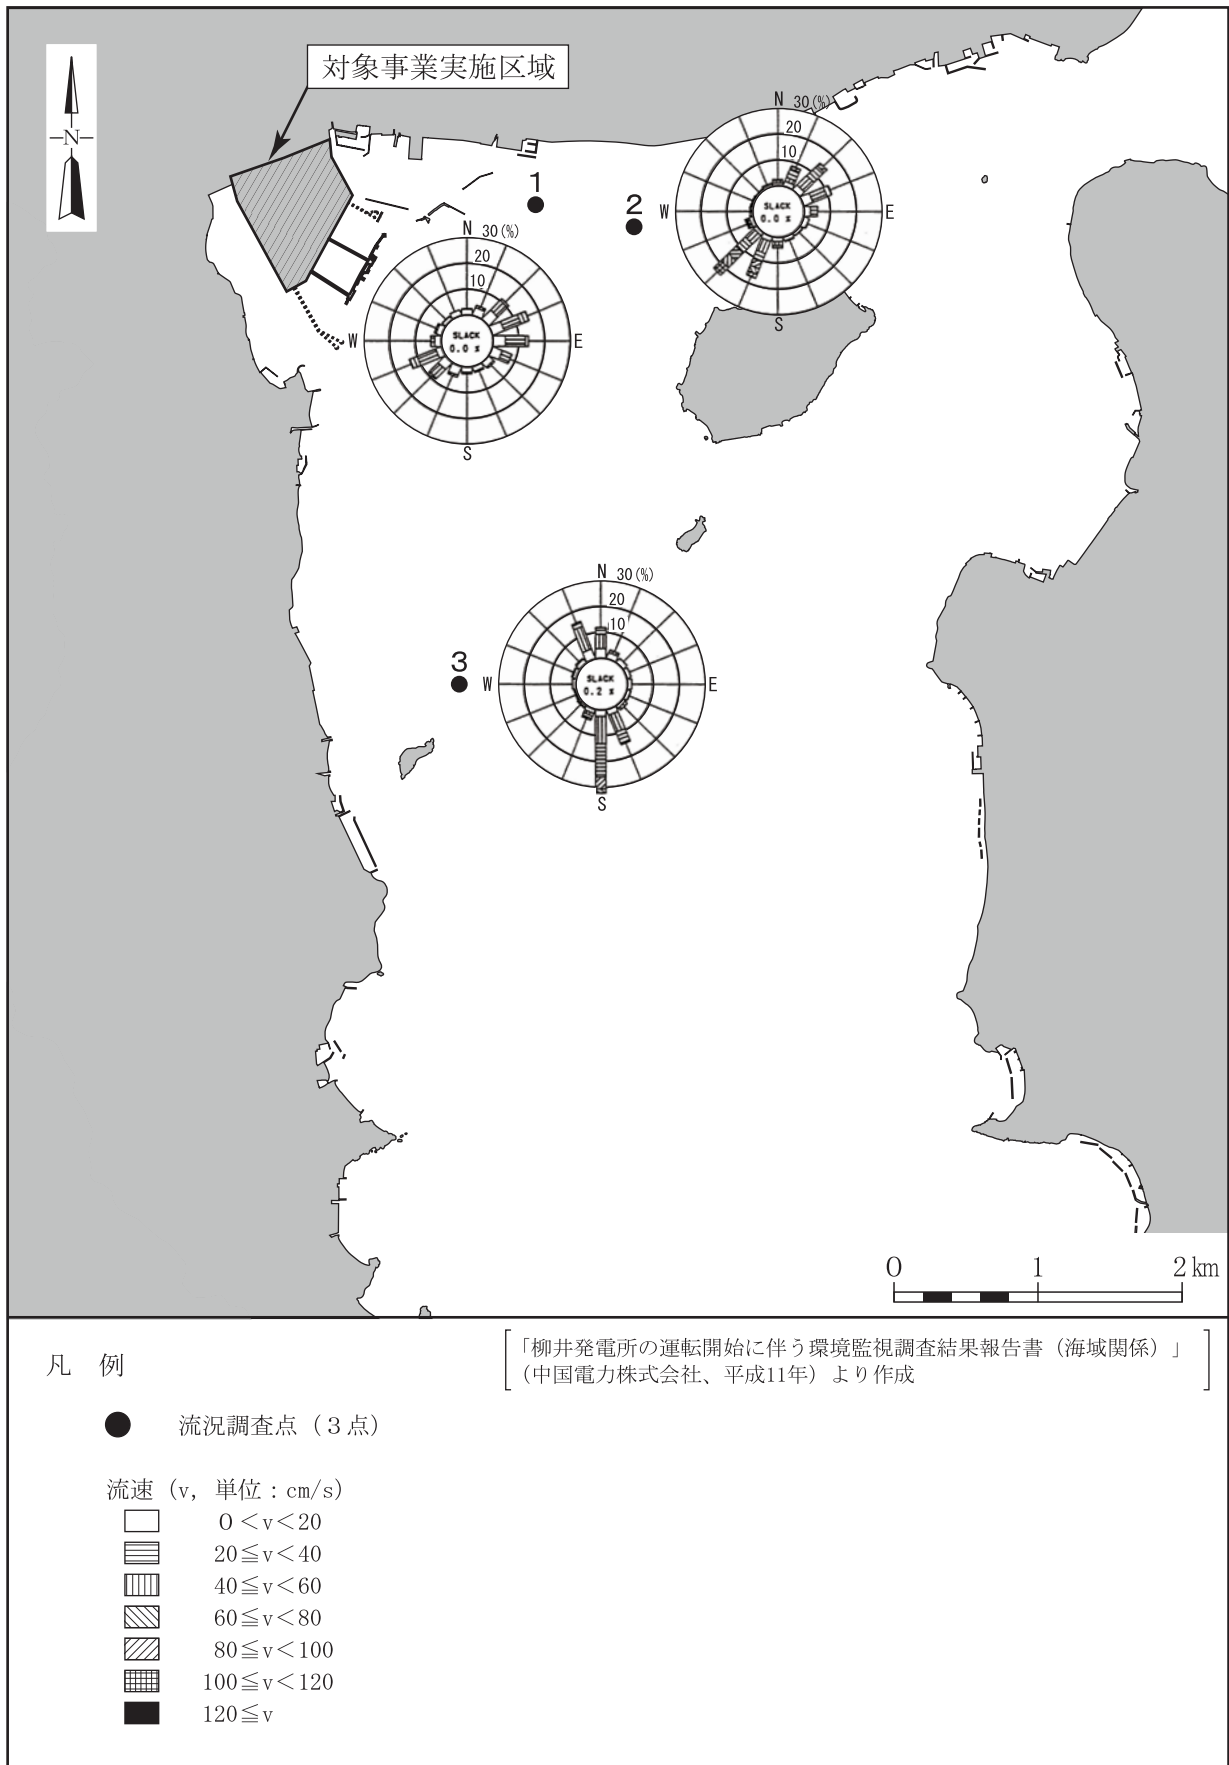 対象事業実施区域
N
1
2
3
N 30(%)
20
10
W
E
S
SLACK
0.0 %
N 30(%)
20
10
W
E
S
SLACK
0.0 %
N 30(%)
20
10
W
E
S
SLACK
0.2 %
0 1 2km
凡 例
「柳井発電所の運転開始に伴う環境監視調査結果報告書（海域関係）」
（中国電力株式会社、平成11年）より作成
流況調査点（３点）
流速（v, 単位：cm/s）
0＜v＜20
20≦v＜40
40≦v＜60
60≦v＜80
80≦v＜100
100≦v＜120
120≦v